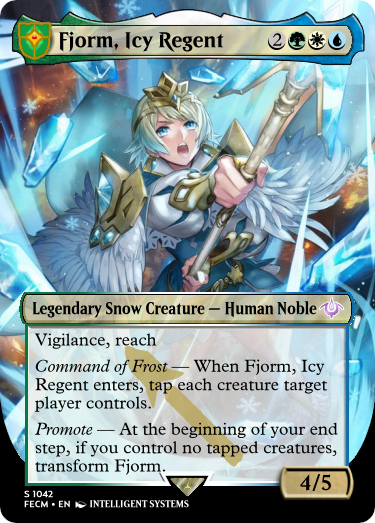 Fjorm, Icy Regent 2
Legendary Snow Creature — Human Noble
Vigilance, reach
Command of Frost — When Fjorm, Icy
Regent enters, tap each creature target
player controls.
Promote — At the beginning of your end
step, if you control no tapped creatures,
transform Fjorm.
4/5
S 1042
FECM • EN INTELLIGENT SYSTEMS